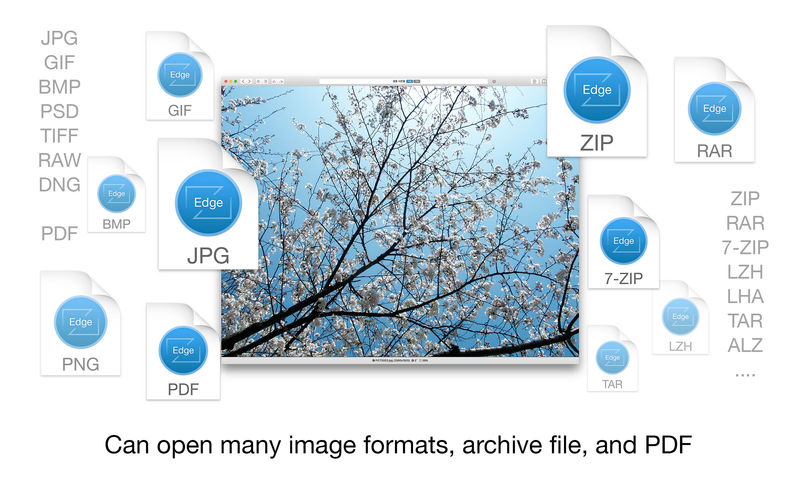 JPG
GIF
BMP
PSD
TIFF
RAW
DNG
PDF
Edge
GIF
Edge
BMP
Edge
JPG
Edge
PNG
Edge
PDF
Edge
ZIP
Edge
RAR
Edge
7-ZIP
Edge
LZH
Edge
TAR
ZIP
RAR
7-ZIP
LZH
LHA
TAR
ALZ
....
Can open many image formats, archive file, and PDF